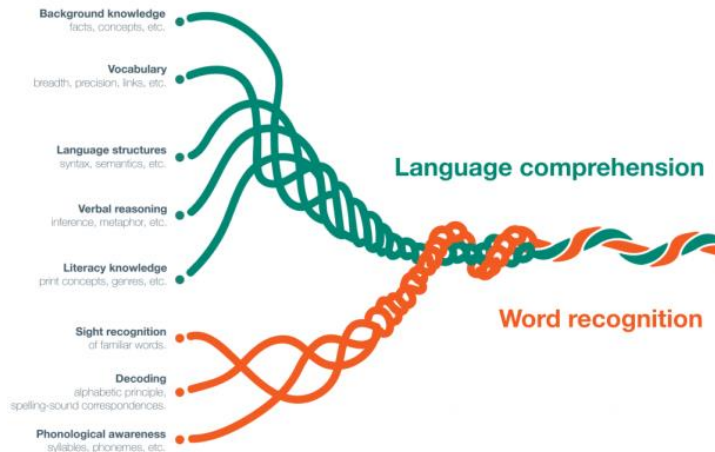 Background knowledge
facts, concepts, etc.
Vocabulary
breadth, precision, links, etc.
Language structures
syntax, semantics, etc.
Verbal reasoning
inference, metaphor, etc.
Literacy knowledge
print concepts, genres, etc.
Sight recognition
of familiar words.
Decoding
alphabetic principle,
spelling-sound correspondences.
Phonological awareness
syllables, phonemes, etc.
Language comprehension
Word recognition